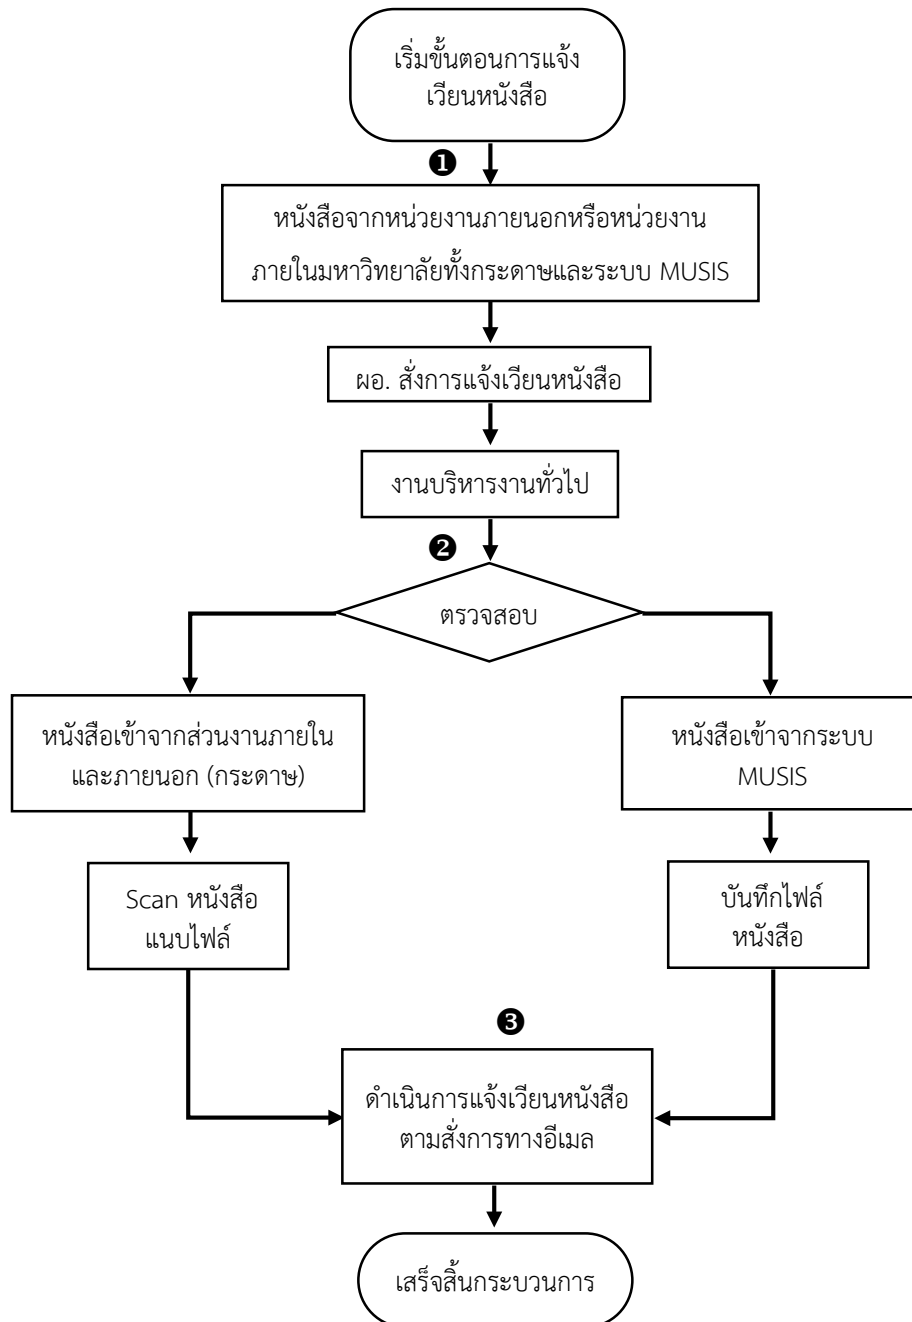 เริ่มขั้นตอนการแจ้ง
เวียนหนังสือ
❶
หนังสือจากหน่วยงานภายนอกหรือหน่วยงาน
ภายในมหาวิทยาลัยทั้งกระดาษและระบบ MUSIS
ผอ. สั่งการแจ้งเวียนหนังสือ
งานบริหารงานทั่วไป
❷
ตรวจสอบ
หนังสือเข้าจากส่วนงานภายใน
และภายนอก (กระดาษ)
หนังสือเข้าจากระบบ
MUSIS
Scan หนังสือ
แนบไฟล์
บันทึกไฟล์
หนังสือ
❸
ดำเนินการแจ้งเวียนหนังสือ
ตามสั่งการทางอีเมล
เสร็จสิ้นกระบวนการ